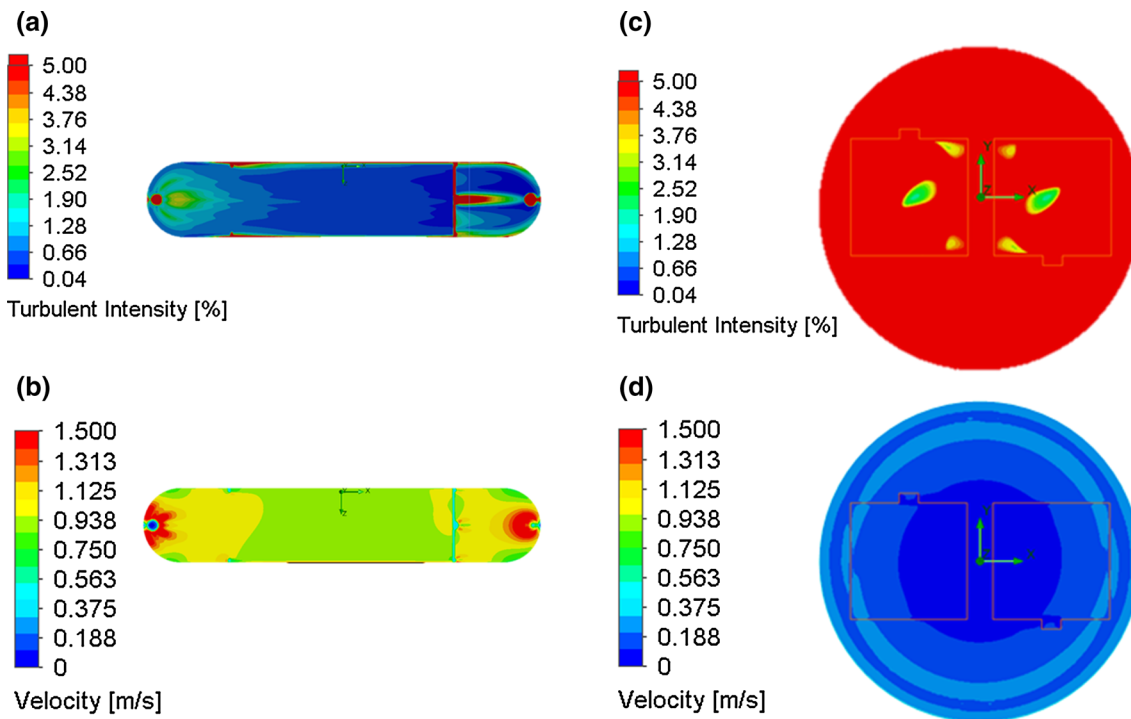 (a)
5.00
4.38
3.76
3.14
2.52
1.90
1.28
0.66
0.04
Turbulent Intensity [%]
(c)
5.00
4.38
3.76
3.14
2.52
1.90
1.28
0.66
0.04
Turbulent Intensity [%]
Y
Z
X
(b)
1.500
1.313
1.125
0.938
0.750
0.563
0.375
0.188
0
Velocity [m/s]
X
Z
(d)
1.500
1.313
1.125
0.938
0.750
0.563
0.375
0.188
0
Velocity [m/s]
Y
Z
X